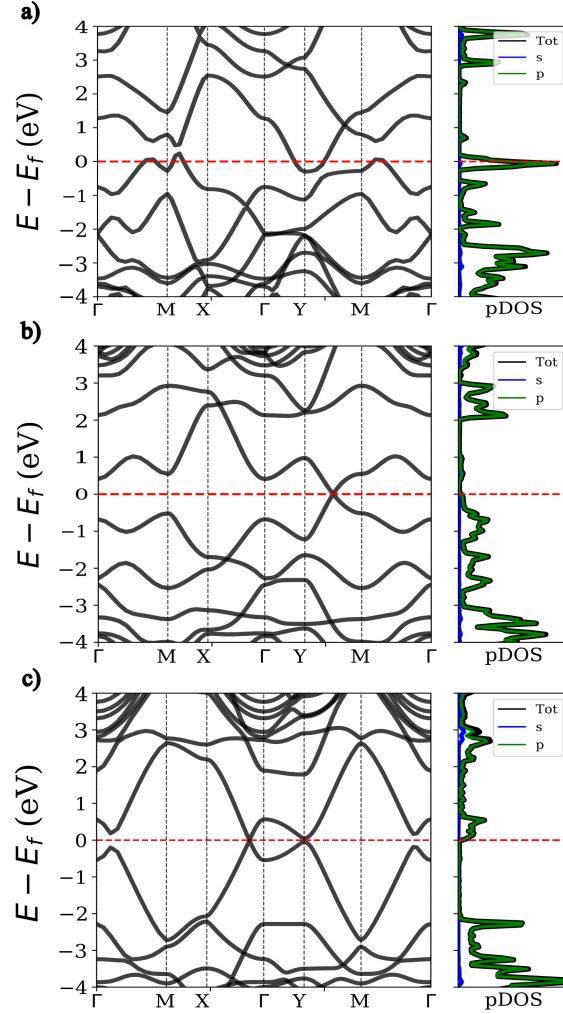 a)
E − E_f (eV)
4
3
2
1
0
−1
−2
−3
−4
Γ M X Γ Y M Γ
Tot
s
p
pDOS
b)
E − E_f (eV)
4
3
2
1
0
−1
−2
−3
−4
Γ M X Γ Y M Γ
Tot
s
p
pDOS
c)
E − E_f (eV)
4
3
2
1
0
−1
−2
−3
−4
Γ M X Γ Y M Γ
Tot
s
p
pDOS